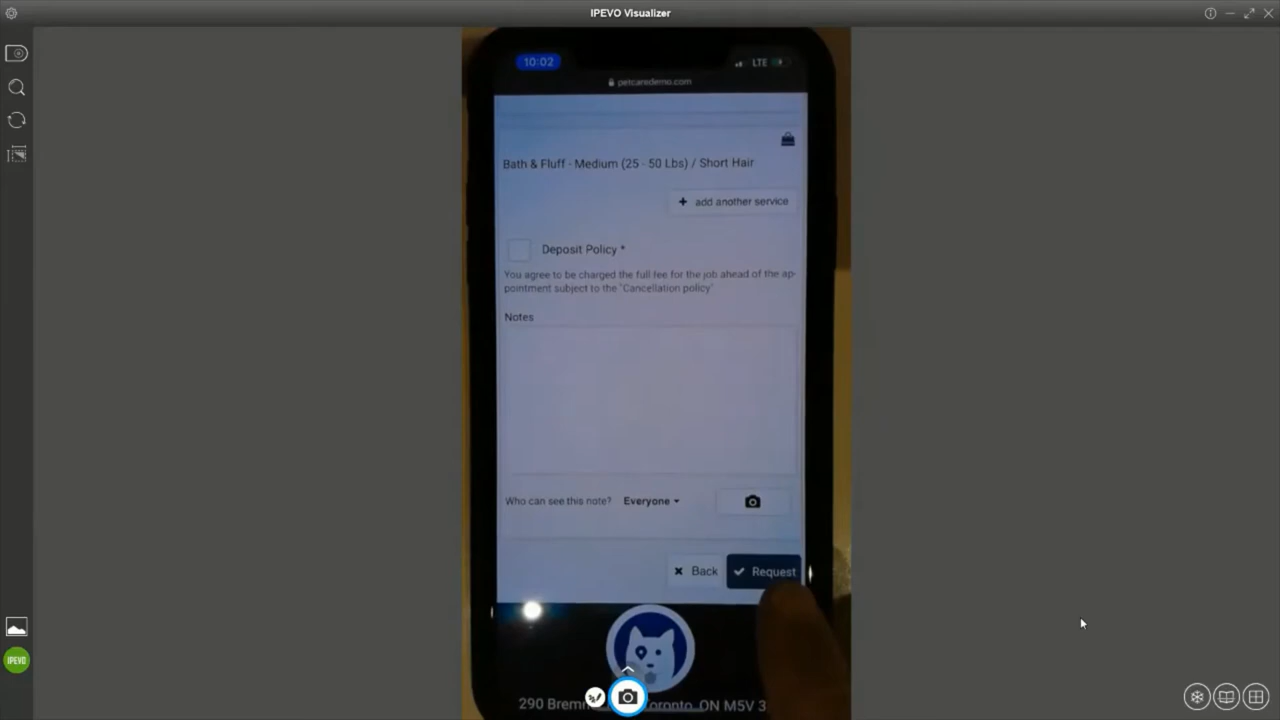 IPEVO Visualizer
10:02
LTE
petcaredemo.com
Bath & Fluff - Medium (25 - 50 Lbs) / Short Hair
+ add another service
Deposit Policy *
You agree to be charged the full fee for the job ahead of the ap-
pointment subject to the "Cancellation policy"
Notes
Who can see this note? Everyone
Back
Request
290 Toronto, ON M5V 3
IPEVO